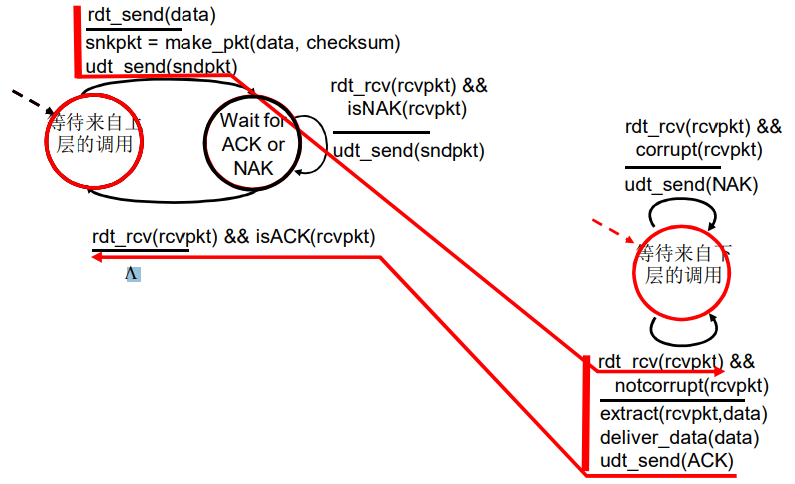 rdt_send(data)
snkpkt = make_pkt(data, checksum)
udt_send(sndpkt)
等待来自上
层的调用
Wait for
ACK or
NAK
rdt_rcv(rcvpkt) &&
isNAK(rcvpkt)
udt_send(sndpkt)
rdt_rcv(rcvpkt) && isACK(rcvpkt)
Λ
rdt_rcv(rcvpkt) &&
corrupt(rcvpkt)
udt_send(NAK)
等待来自下
层的调用
rdt_rcv(rcvpkt) &&
notcorrupt(rcvpkt)
extract(rcvpkt,data)
deliver_data(data)
udt_send(ACK)